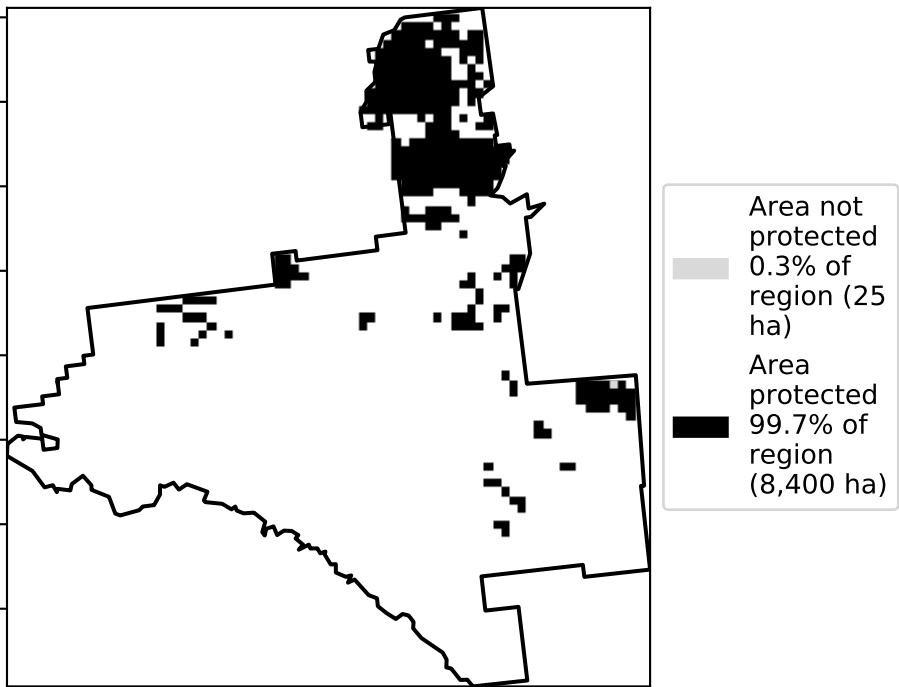 Area not
protected
0.3% of
region (25
ha)
Area
protected
99.7% of
region
(8,400 ha)